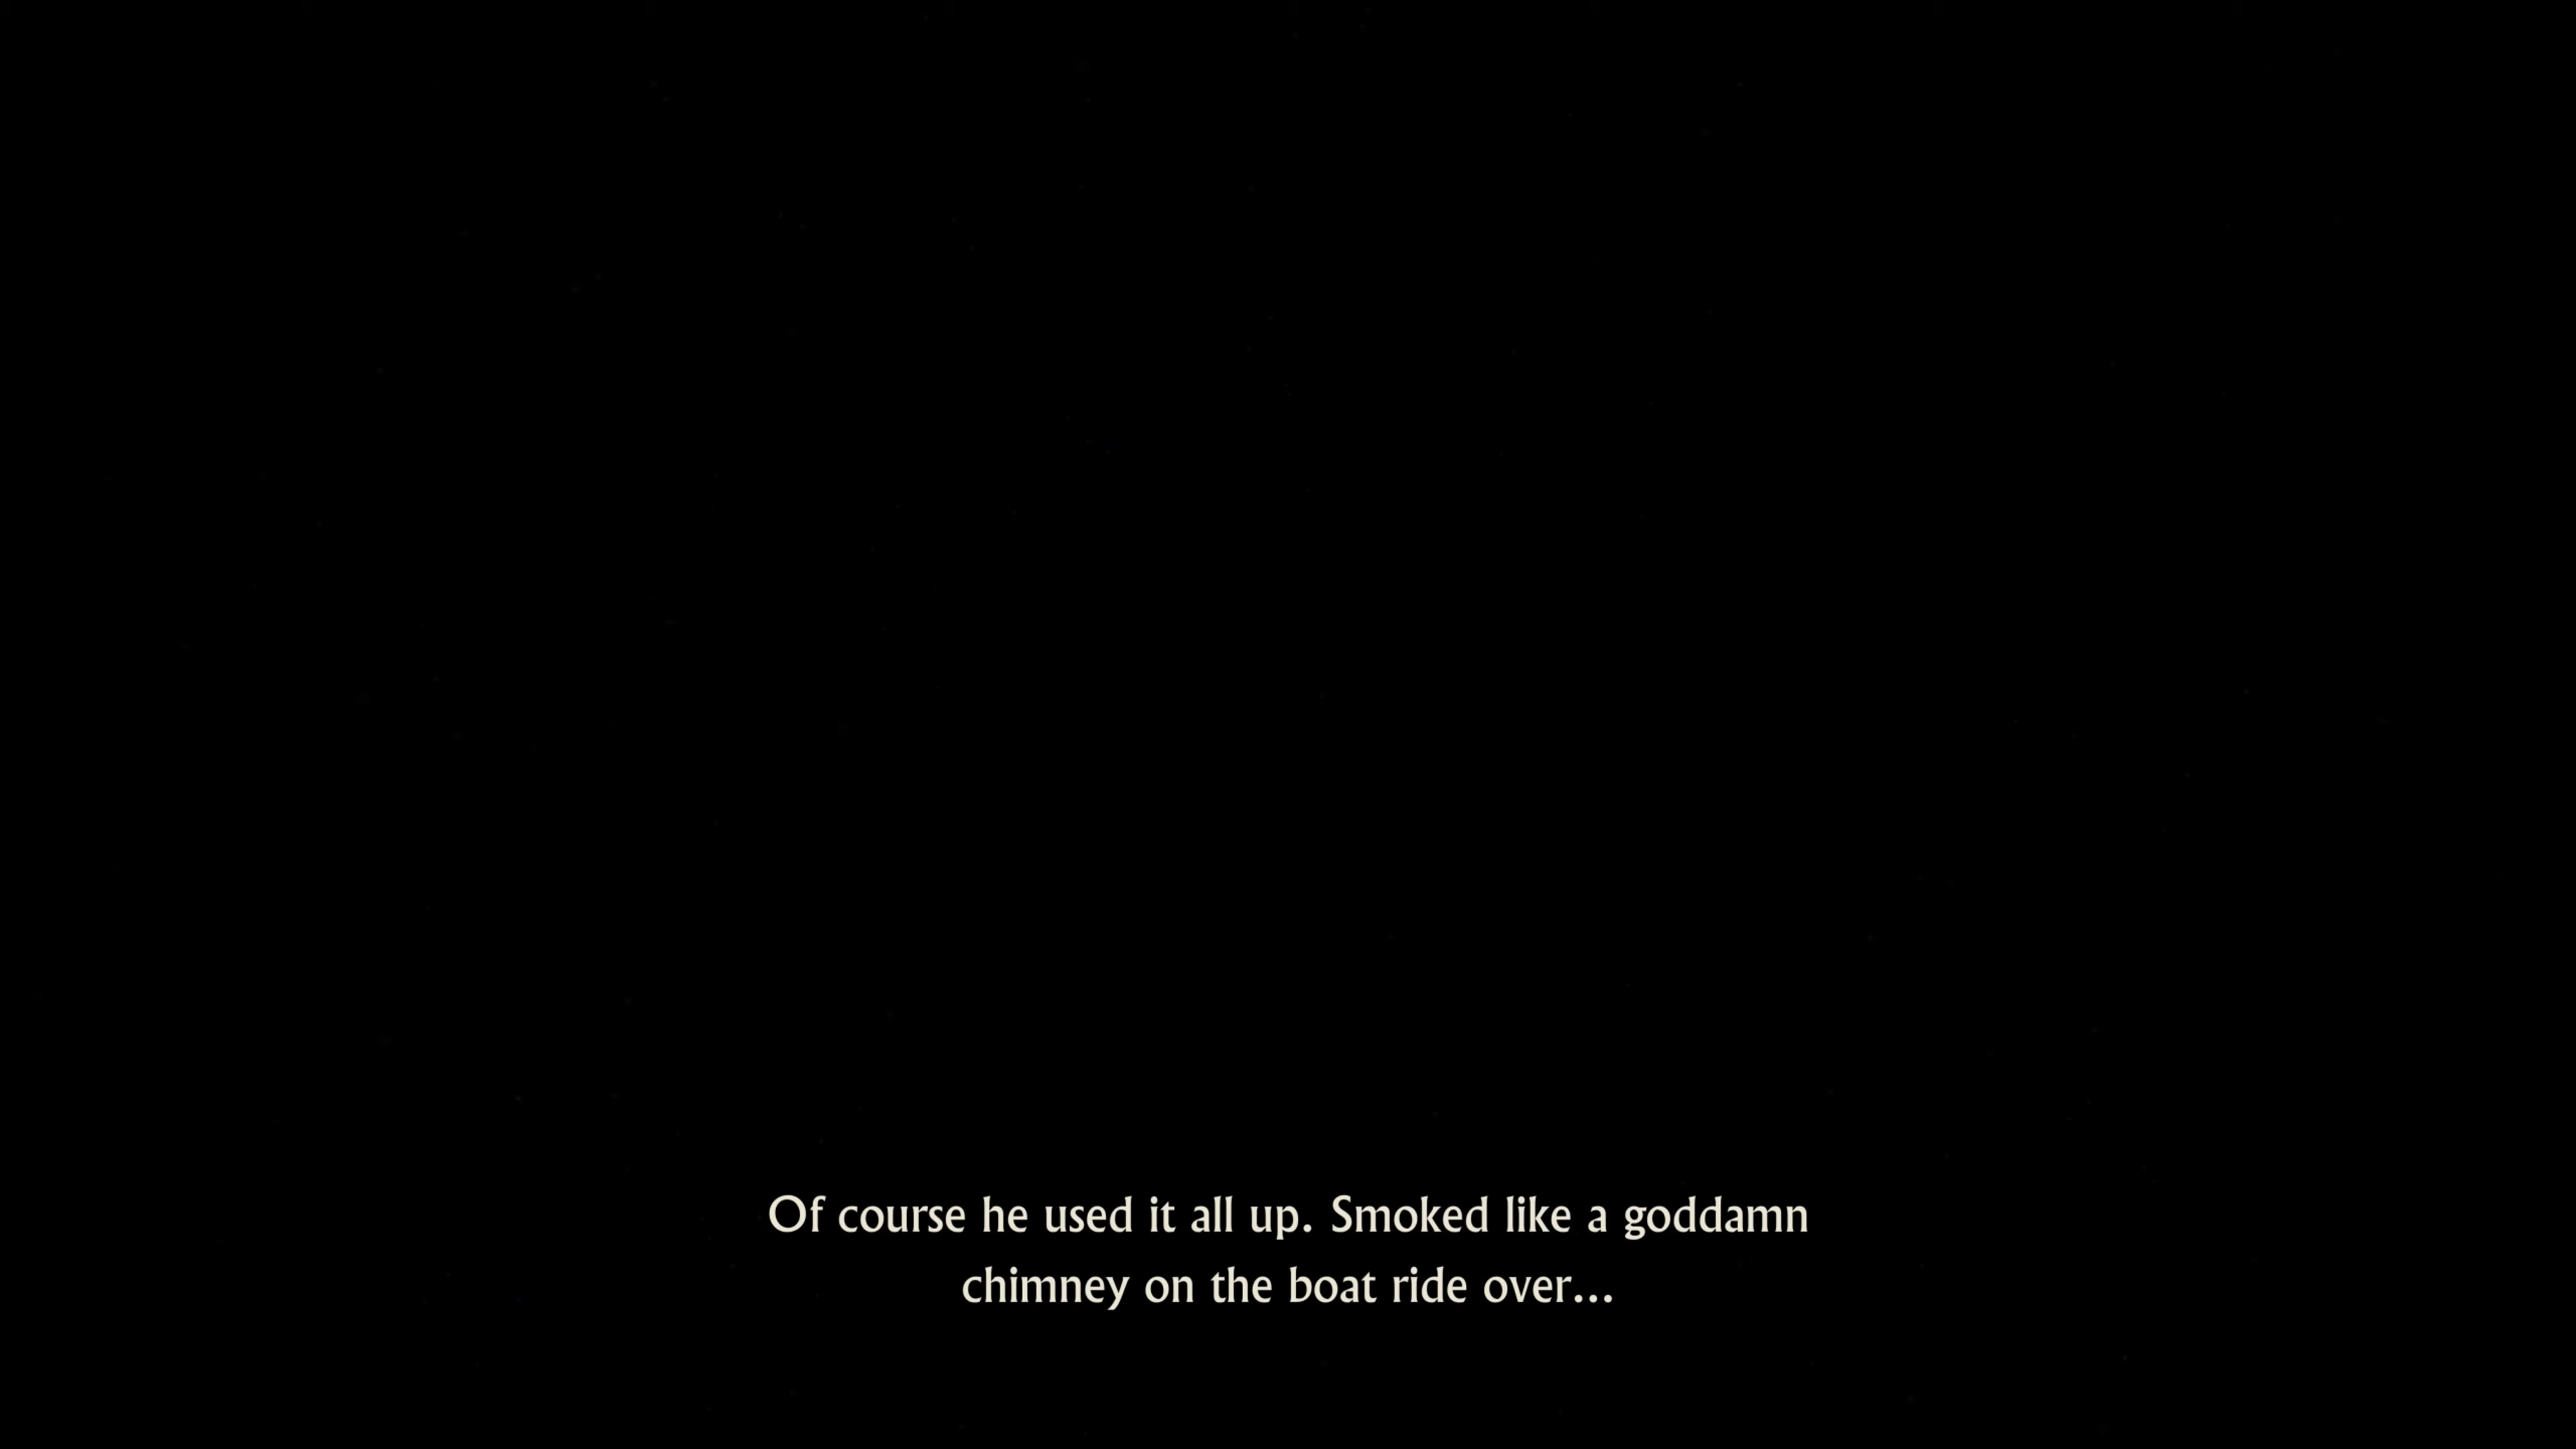 Of course he used it all up. Smoked like a goddamn
chimney on the boat ride over...